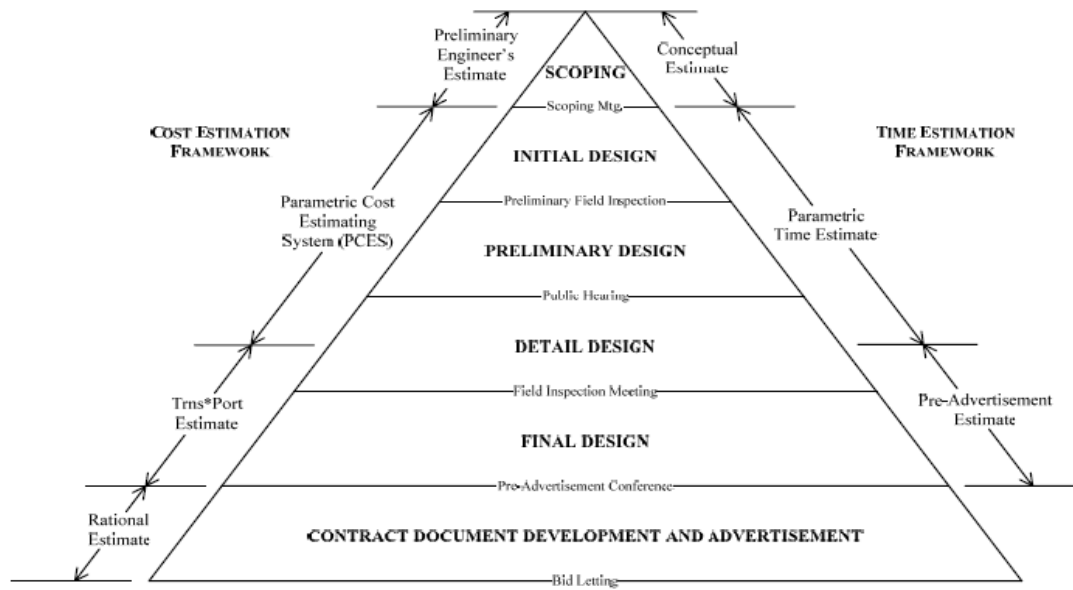 Preliminary
Engineer's
Estimate
Conceptual
Estimate
SCOPING
Scoping Mtg.
COST ESTIMATION
FRAMEWORK
TIME ESTIMATION
FRAMEWORK
INITIAL DESIGN
Preliminary Field Inspection
Parametric Cost
Estimating
System (PCES)
Parametric
Time Estimate
PRELIMINARY DESIGN
Public Hearing
DETAIL DESIGN
Field Inspection Meeting
Trns*Port
Estimate
Pre-Advertisement
Estimate
FINAL DESIGN
Pre-Advertisement Conference
Rational
Estimate
CONTRACT DOCUMENT DEVELOPMENT AND ADVERTISEMENT
Bid Letting